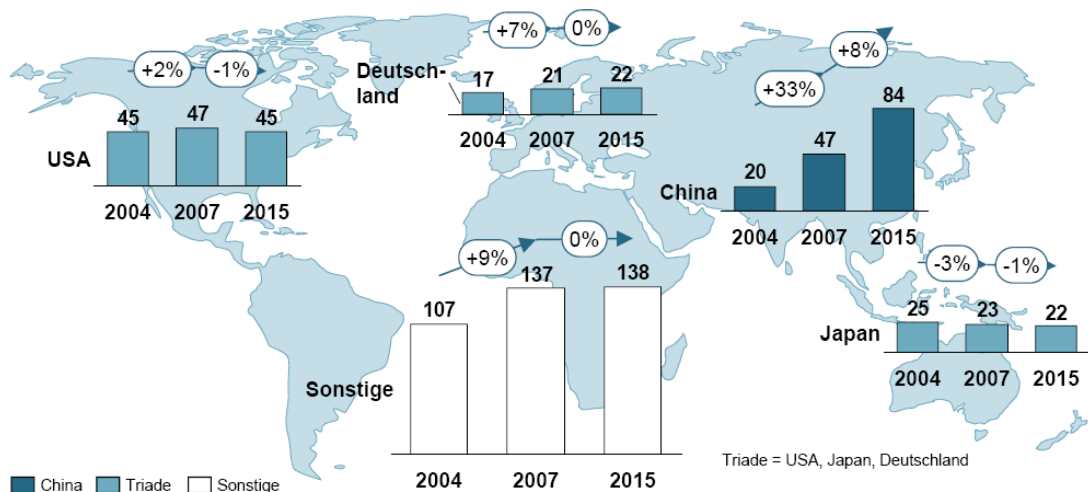 +2% -1%
45 47 45
USA
2004 2007 2015
+7% 0%
Deutsch-
land
17 21 22
2004 2007 2015
+33% +8%
20 47 84
China
2004 2007 2015
+9% 0%
107 137 138
Sonstige
2004 2007 2015
-3% -1%
25 23 22
Japan
2004 2007 2015
Triade = USA, Japan, Deutschland
China Triade Sonstige